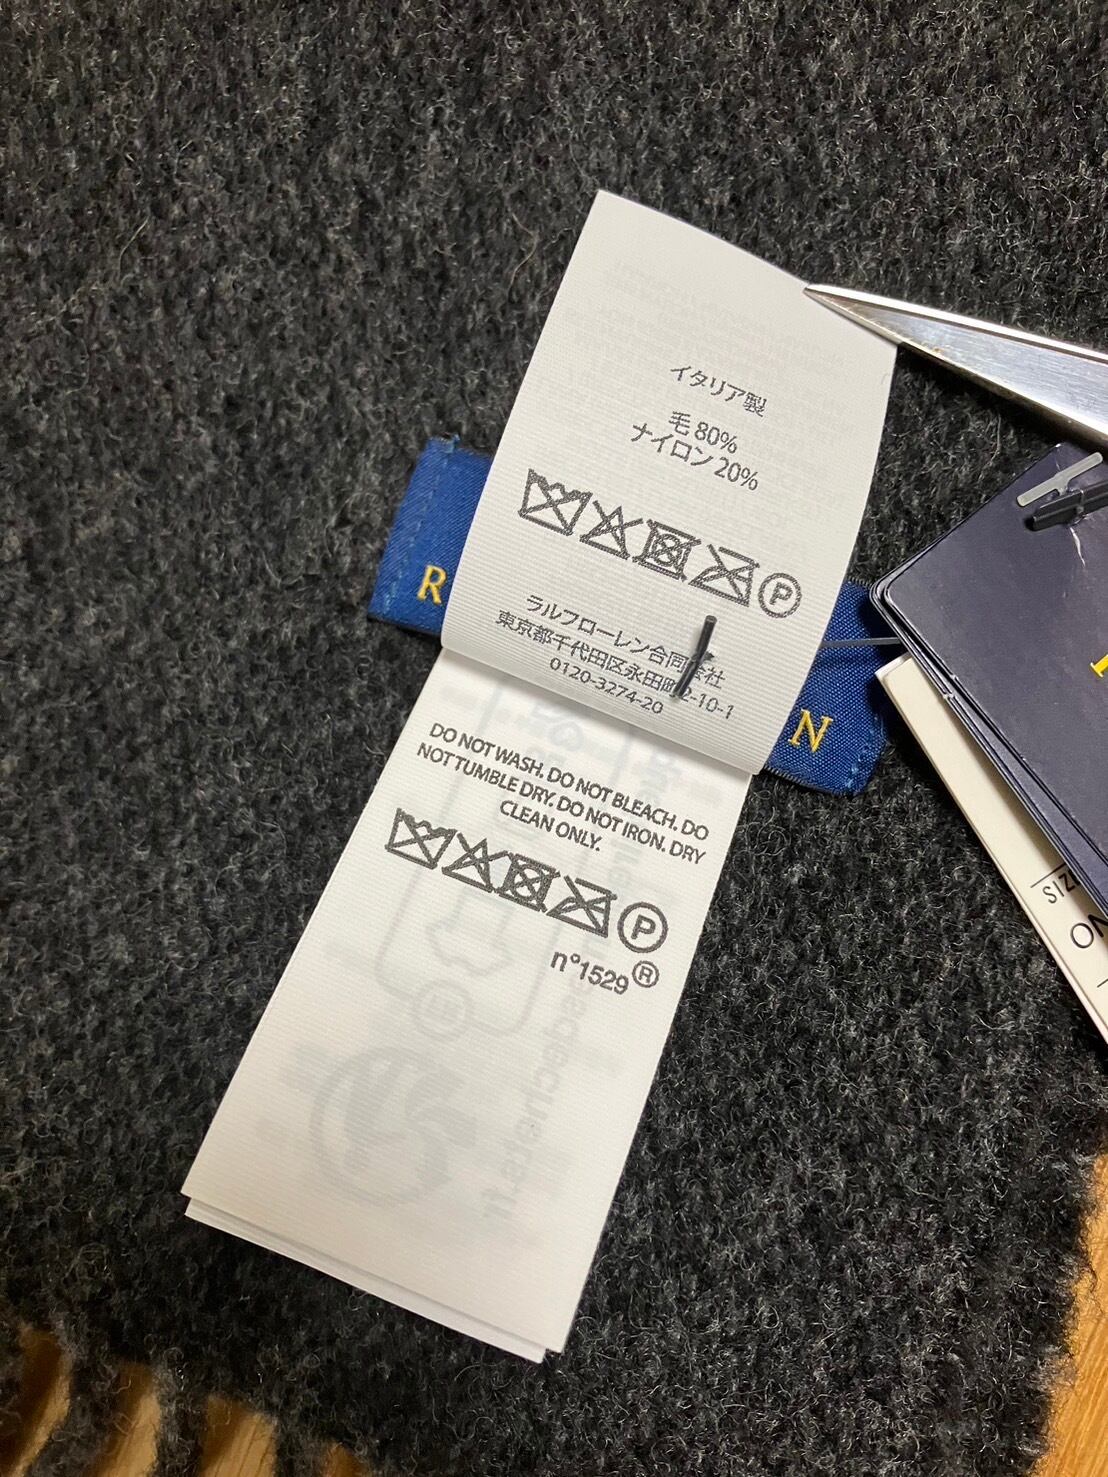 イタリア製
毛 80%
ナイロン 20%
P
ラルフローレン合同会社
東京都千代田区永田町2-10-1
0120-3274-20
R
N
DO NOT WASH. DO NOT BLEACH. DO
NOT TUMBLE DRY. DO NOT IRON. DRY
CLEAN ONLY.
P
n°1529®
SIZE
ON